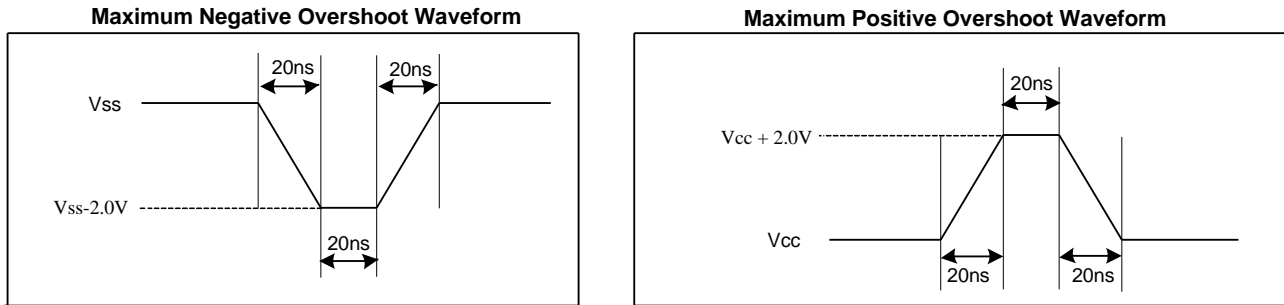 Maximum Negative Overshoot Waveform
20ns
20ns
Vss
Vss-2.0V
20ns
Maximum Positive Overshoot Waveform
20ns
Vcc + 2.0V
Vcc
20ns
20ns